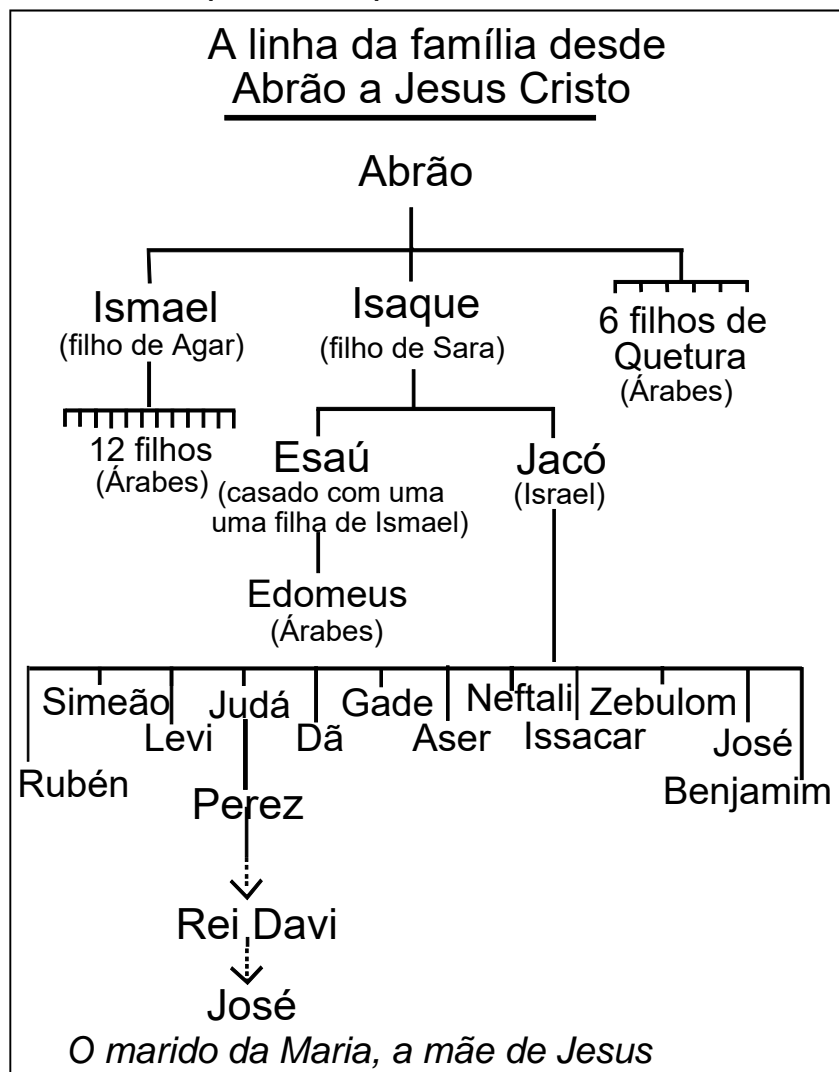 A linha da família desde
Abrão a Jesus Cristo
Abrão
Ismael
(filho de Agar)
Isaque
(filho de Sara)
6 filhos de
Quetura
(Árabes)
12 filhos
(Árabes)
Esaú
(casado com uma
uma filha de Ismael)
Jacó
(Israel)
Edomeus
(Árabes)
Rubén
Simeão
Levi
Judá
Dã
Gade
Aser
Neftali
Issacar
Zebulom
José
Benjamim
Perez
Rei Davi
José
O marido da Maria, a mãe de Jesus